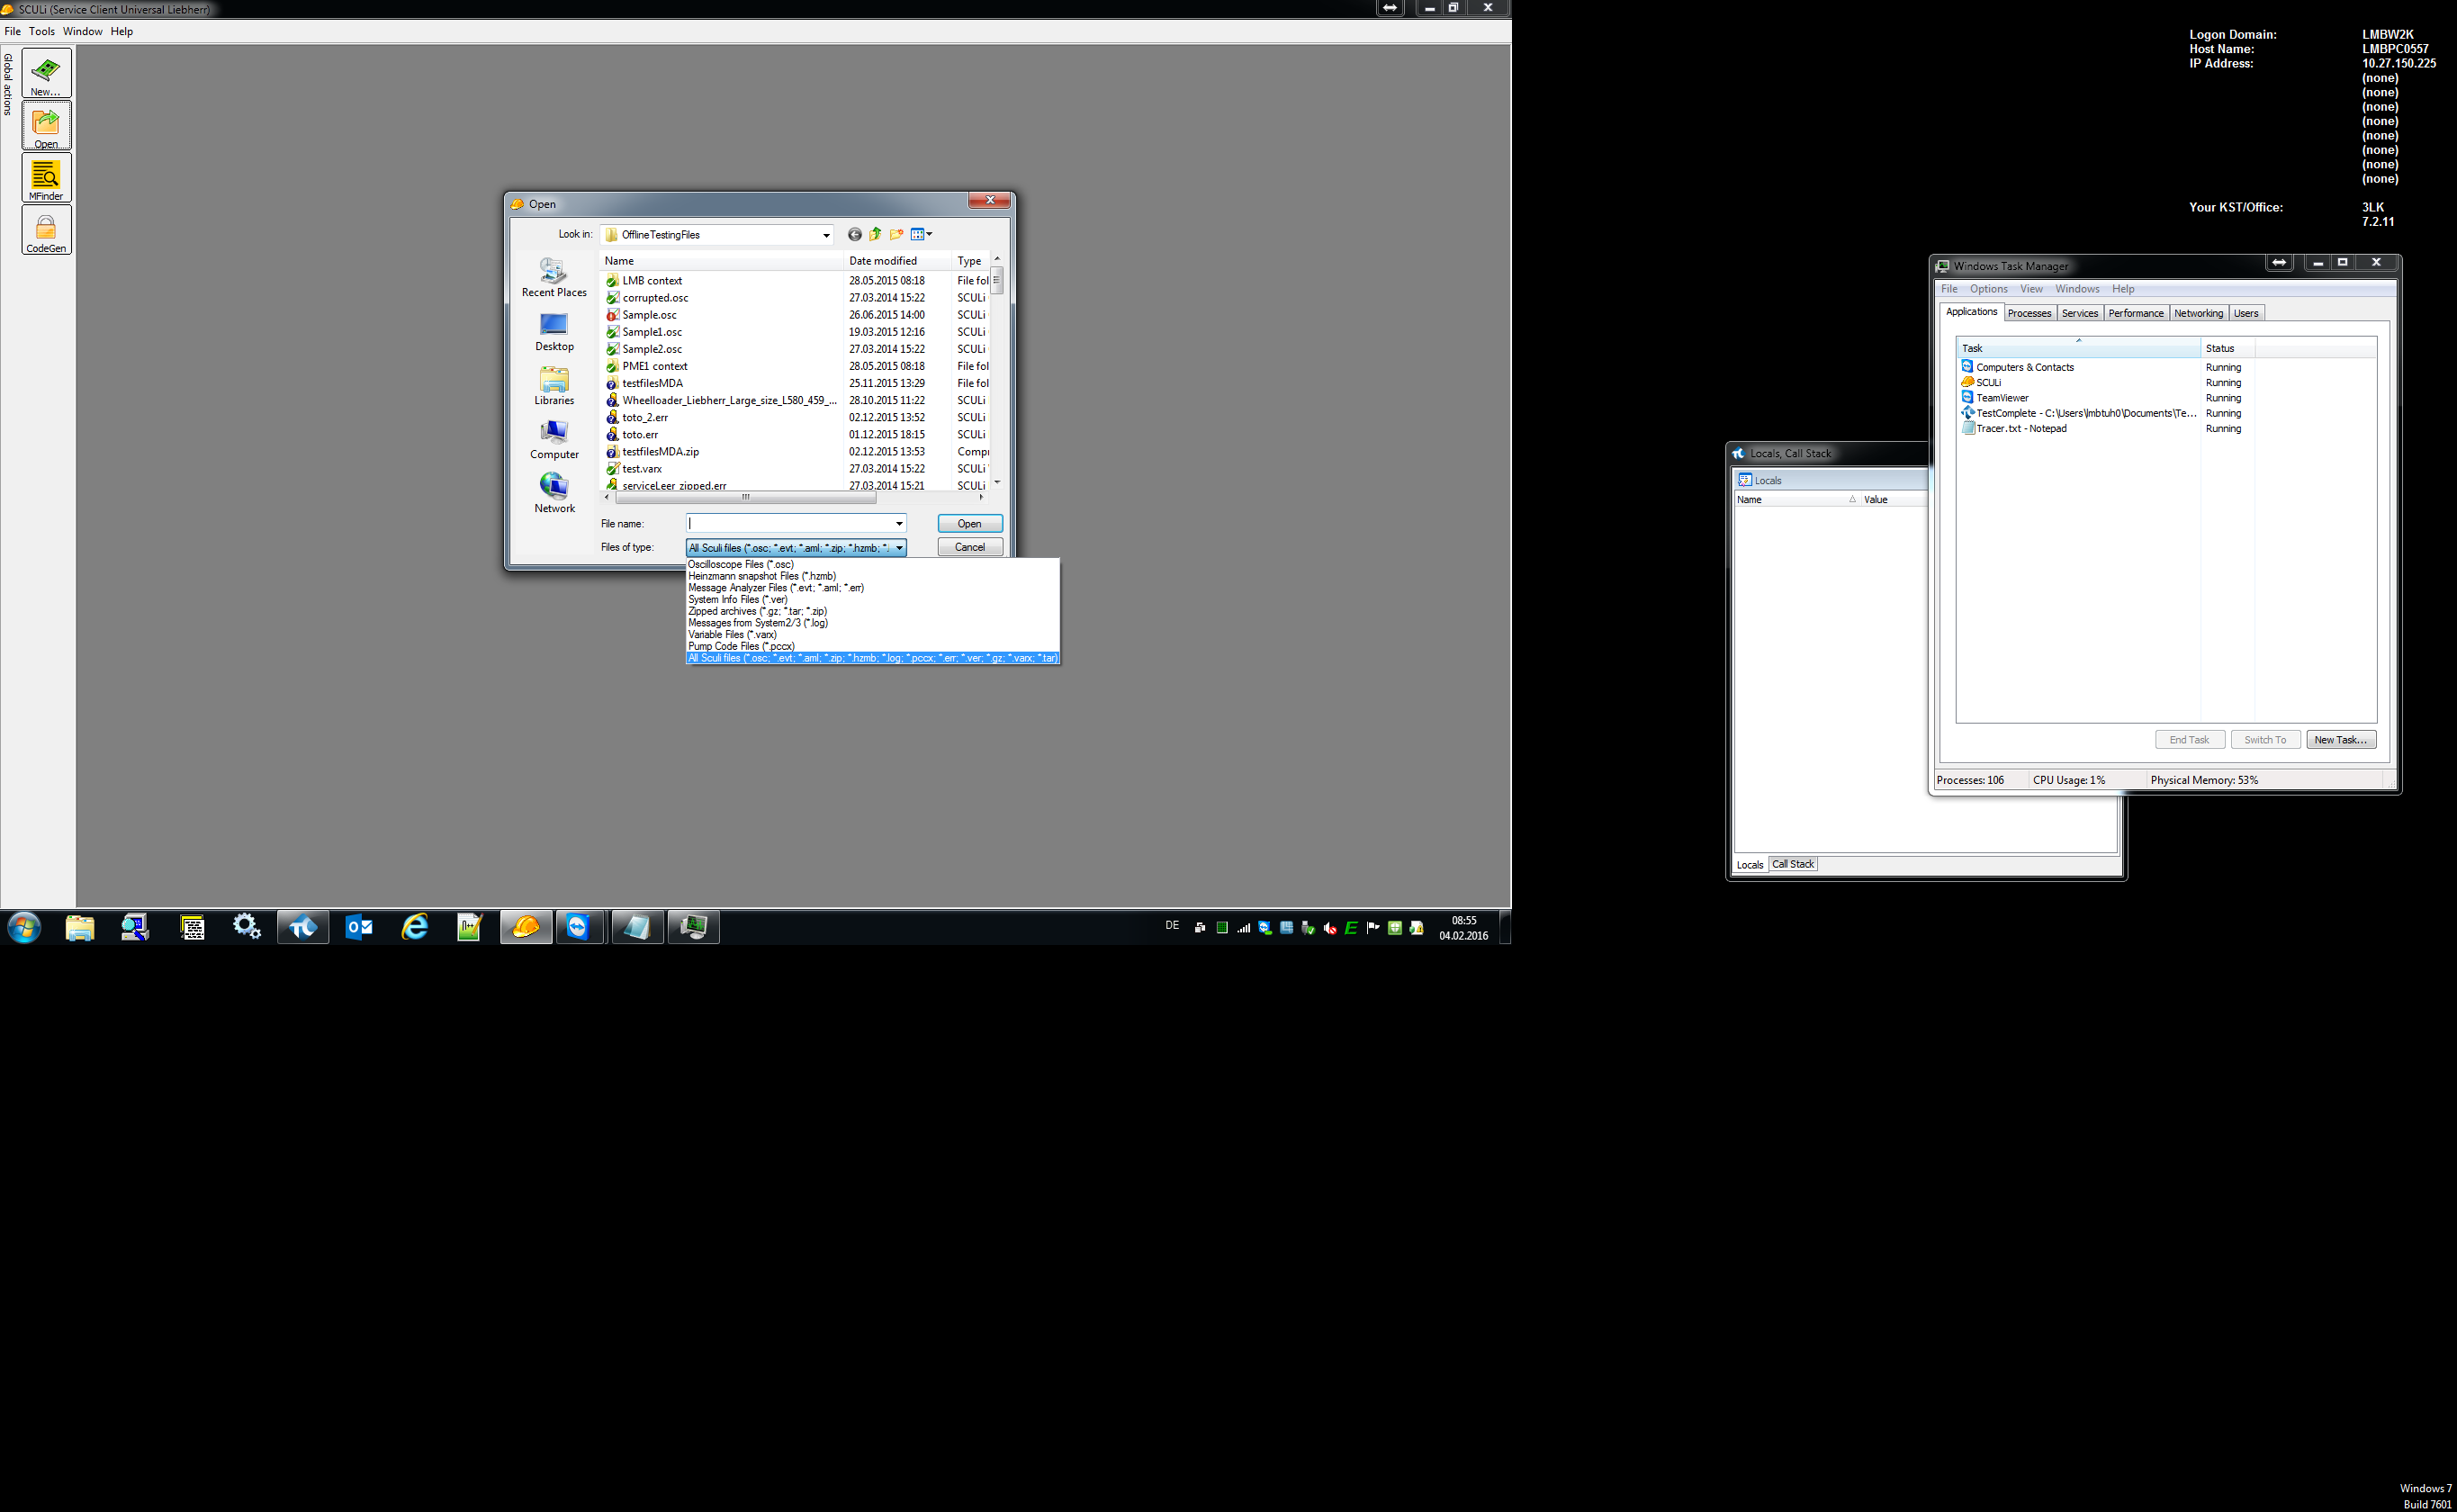 SCULi (Service Client Universal Liebherr)
File Tools Window Help
Global actions
New...
Open
MFinder
CodeGen
Open
Look in: OfflineTestingFiles
Recent Places
Desktop
Libraries
Computer
Network
Name Date modified Type
LMB context 28.05.2015 08:18 File fol
corrupted.osc 27.03.2014 15:22 SCULi
Sample.osc 26.06.2015 14:00 SCULi
Sample1.osc 19.03.2015 12:16 SCULi
Sample2.osc 27.03.2014 15:22 SCULi
PME1 context 28.05.2015 08:18 File fol
testfilesMDA 25.11.2015 13:29 File fol
Wheelloader_Liebherr_Large_size_L580_459_... 28.10.2015 11:22 SCULi
toto_2.err 02.12.2015 13:52 SCULi
toto.err 01.12.2015 18:15 SCULi
testfilesMDA.zip 02.12.2015 13:53 Compr
test.varx 27.03.2014 15:22 SCULi
serviceLeer_zipped.err 27.03.2014 15:21 SCULi
File name: Open
Files of type: All Sculi files (*.osc; *.evt; *.aml; *.zip; *.hzmb; *.l Cancel
Oscilloscope Files (*.osc)
Heinzmann snapshot Files (*.hzmb)
Message Analyzer Files (*.evt; *.aml; *.err)
System Info Files (*.ver)
Zipped archives (*.gz; *.tar; *.zip)
Messages from System2/3 (*.log)
Variable Files (*.varx)
Pump Code Files (*.pccx)
All Sculi files (*.osc; *.evt; *.aml; *.zip; *.hzmb; *.log; *.pccx; *.err; *.ver; *.gz; *.varx; *.tar)
Logon Domain: LMBW2K
Host Name: LMBPC0557
IP Address: 10.27.150.225
(none)
(none)
(none)
(none)
(none)
(none)
(none)
(none)
Your KST/Office: 3LK
7.2.11
Windows Task Manager
File Options View Windows Help
Applications Processes Services Performance Networking Users
Task Status
Computers & Contacts Running
SCULi Running
TeamViewer Running
TestComplete - C:\Users\lmbtuh0\Documents\Te... Running
Tracer.txt - Notepad Running
End Task Switch To New Task...
Processes: 106 CPU Usage: 1% Physical Memory: 53%
Locals, Call Stack
Locals
Name Value
Locals Call Stack
DE
08:55
04.02.2016
Windows 7
Build 7601